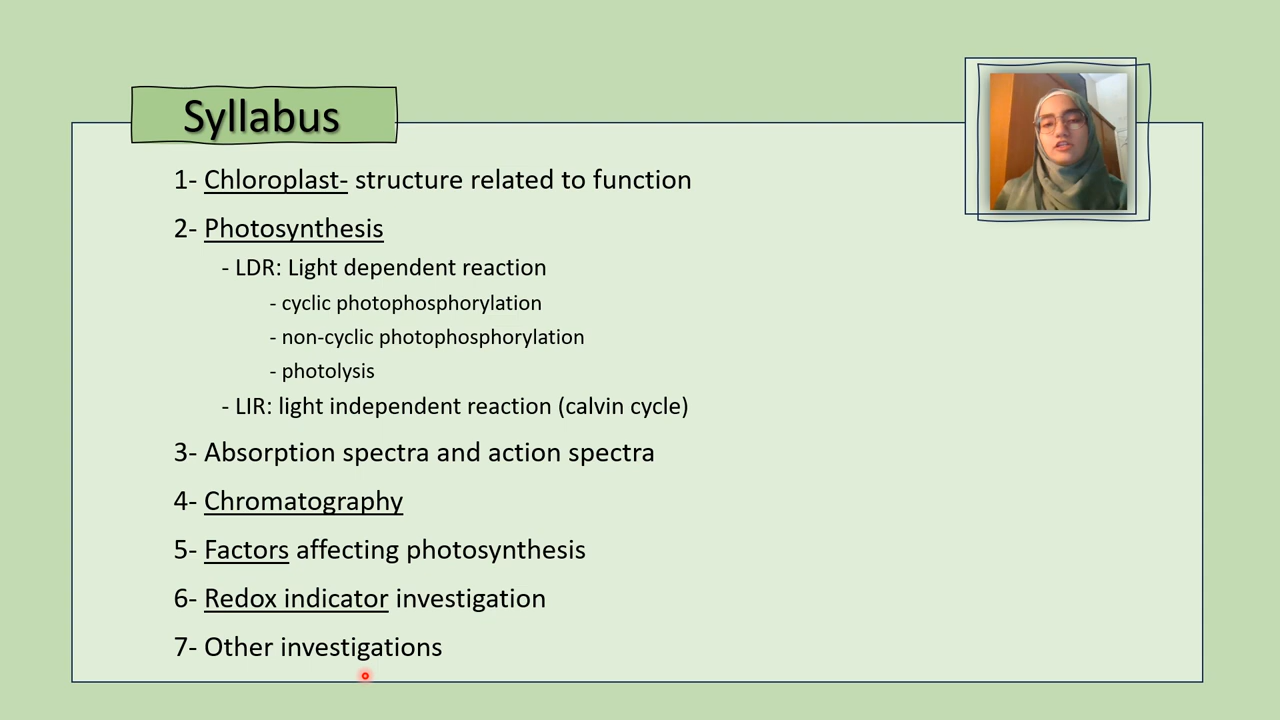 Syllabus
1- Chloroplast- structure related to function
2- Photosynthesis
- LDR: Light dependent reaction
- cyclic photophosphorylation
- non-cyclic photophosphorylation
- photolysis
- LIR: light independent reaction (calvin cycle)
3- Absorption spectra and action spectra
4- Chromatography
5- Factors affecting photosynthesis
6- Redox indicator investigation
7- Other investigations